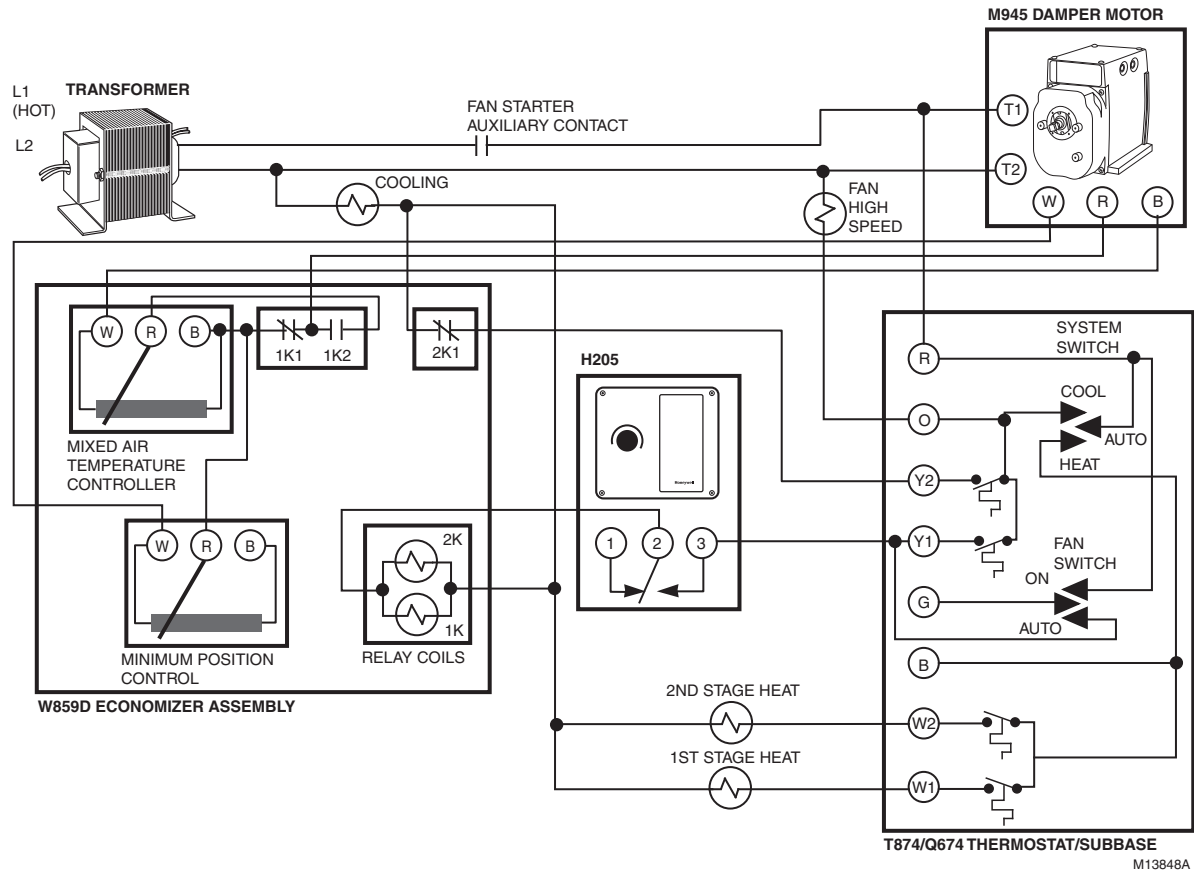 M945 DAMPER MOTOR
L1
(HOT)
TRANSFORMER
L2
FAN STARTER
AUXILIARY CONTACT
T1
T2
COOLING
FAN
HIGH
SPEED
W
R
B
W
R
B
1K1
1K2
2K1
MIXED AIR
TEMPERATURE
CONTROLLER
H205
Honeywell
SYSTEM
SWITCH
R
COOL
O
AUTO
HEAT
Y2
W
R
B
2K
1K
RELAY COILS
1
2
3
Y1
FAN
SWITCH
ON
G
AUTO
MINIMUM POSITION
CONTROL
B
W859D ECONOMIZER ASSEMBLY
2ND STAGE HEAT
W2
1ST STAGE HEAT
W1
T874/Q674 THERMOSTAT/SUBBASE
M13848A